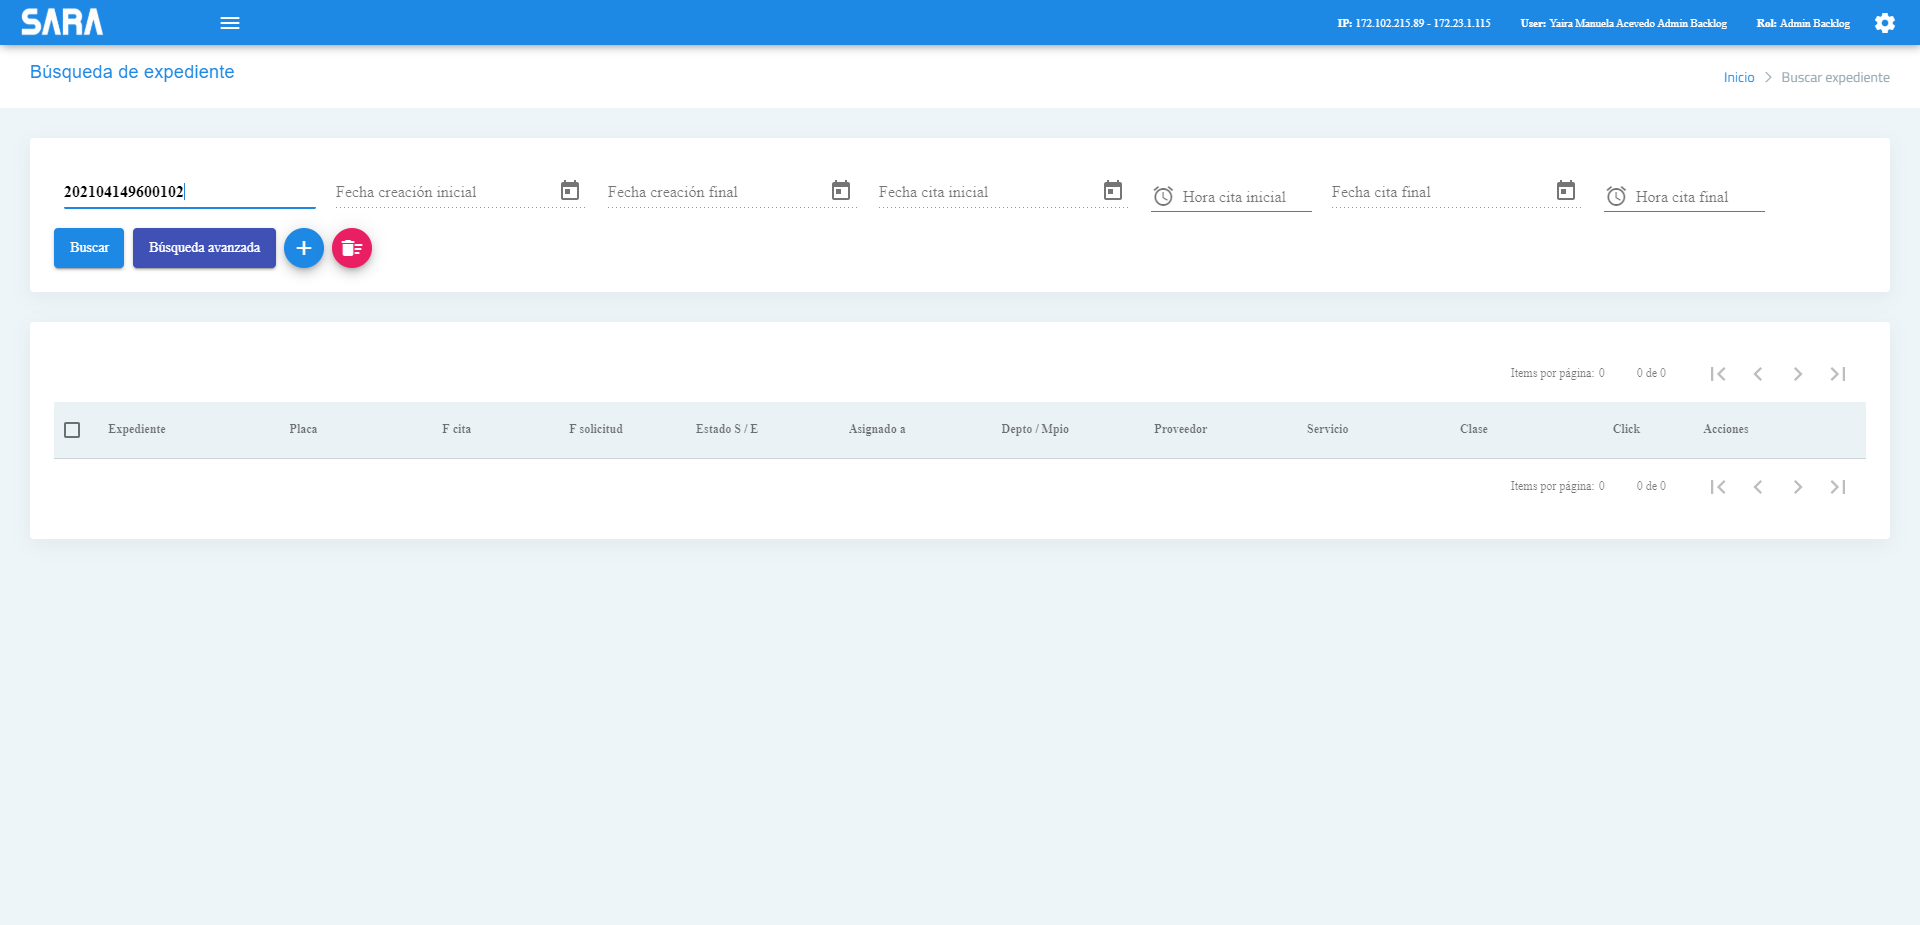 SARA
IP: 172.102.215.89 - 172.23.1.115 User: Yaira Manuela Acevedo Admin Backlog Rol: Admin Backlog
Búsqueda de expediente
Inicio > Buscar expediente
202104149600102 Fecha creación inicial Fecha creación final Fecha cita inicial Hora cita inicial Fecha cita final Hora cita final
Buscar Búsqueda avanzada
Items por página: 0 0 de 0
Expediente Placa F cita F solicitud Estado S / E Asignado a Depto / Mpio Proveedor Servicio Clase Click Acciones
Items por página: 0 0 de 0